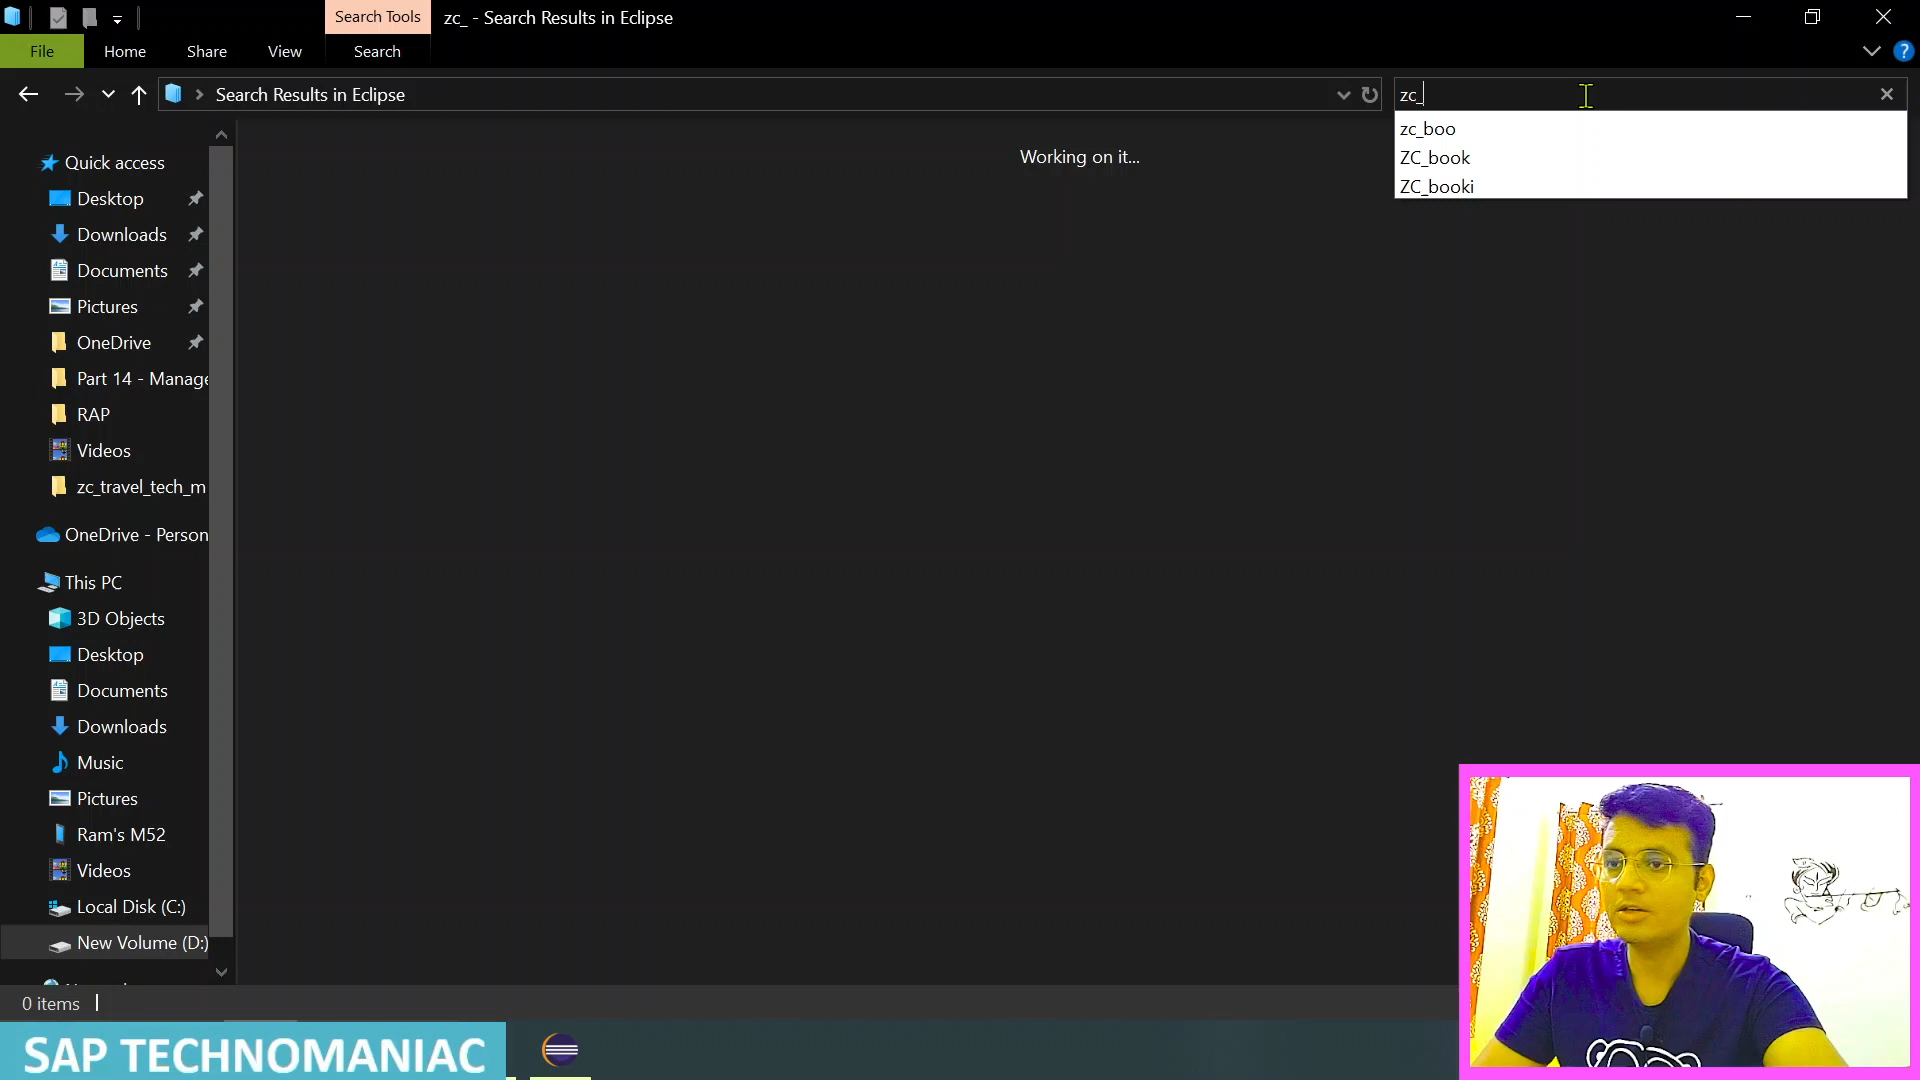 Search Tools
zc_ - Search Results in Eclipse
File
Home
Share
View
Search
?
Search Results in Eclipse
zc_
zc_boo
ZC_book
ZC_booki
Working on it...
Quick access
Desktop
Downloads
Documents
Pictures
OneDrive
Part 14 - Manage
RAP
Videos
zc_travel_tech_m
OneDrive - Person
This PC
3D Objects
Desktop
Documents
Downloads
Music
Pictures
Ram's M52
Videos
Local Disk (C:)
New Volume (D:)
0 items
SAP TECHNOMANIAC